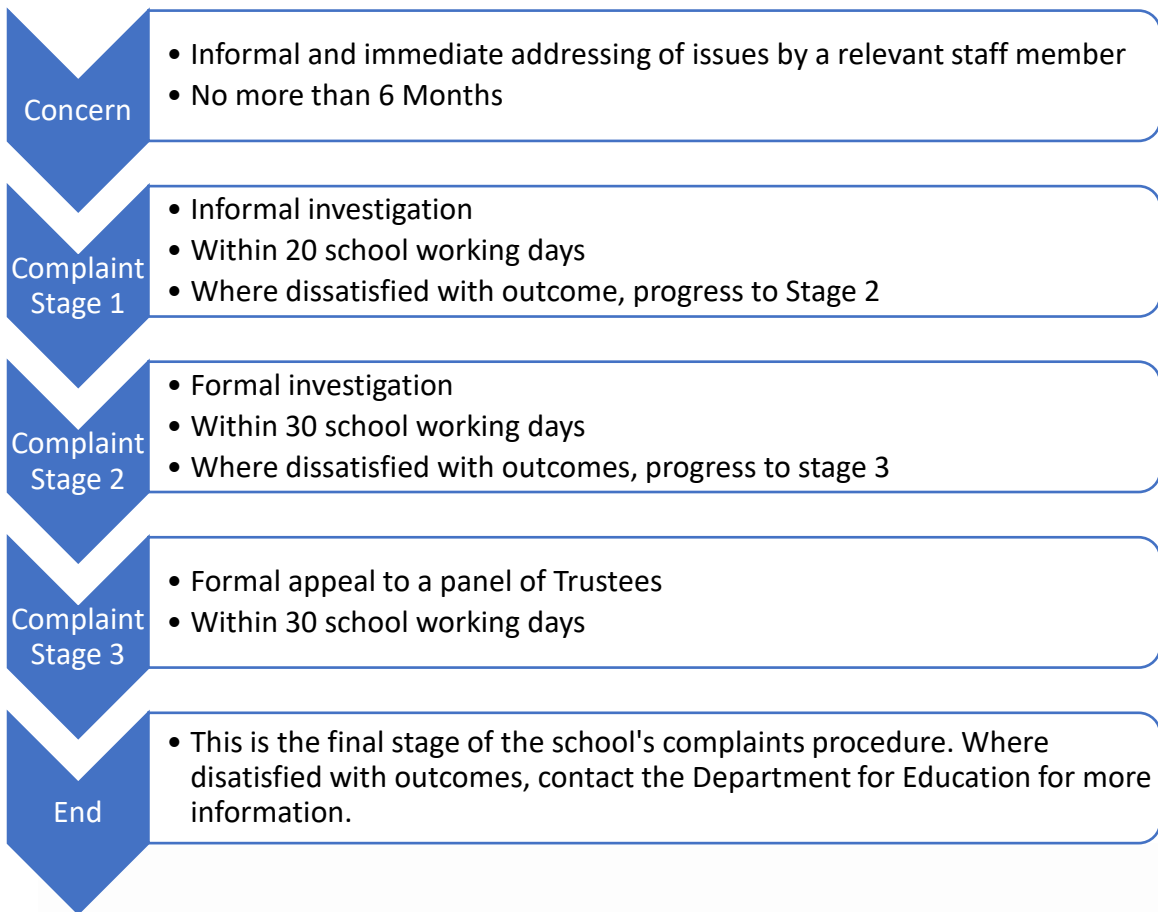 Concern
• Informal and immediate addressing of issues by a relevant staff member
• No more than 6 Months
Complaint
Stage 1
• Informal investigation
• Within 20 school working days
• Where dissatisfied with outcome, progress to Stage 2
Complaint
Stage 2
• Formal investigation
• Within 30 school working days
• Where dissatisfied with outcomes, progress to stage 3
Complaint
Stage 3
• Formal appeal to a panel of Trustees
• Within 30 school working days
End
• This is the final stage of the school's complaints procedure. Where
disatisfied with outcomes, contact the Department for Education for more
information.